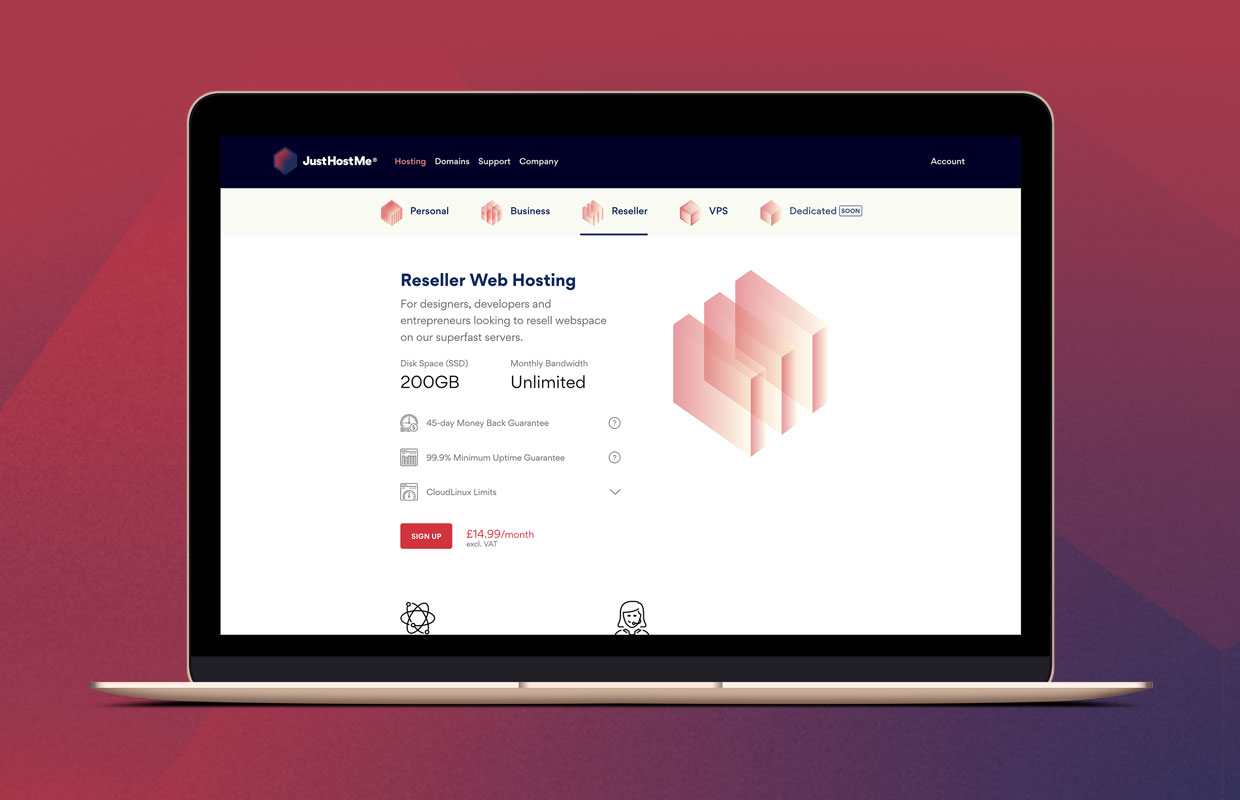 JustHostMe®
Hosting Domains Support Company
Account
Personal
Business
Reseller
VPS
Dedicated SOON
Reseller Web Hosting
For designers, developers and
entrepreneurs looking to resell webspace
on our superfast servers.
Disk Space (SSD)
200GB
Monthly Bandwidth
Unlimited
45-day Money Back Guarantee ?
99.9% Minimum Uptime Guarantee ?
CloudLinux Limits
SIGN UP
£14.99/month
excl. VAT